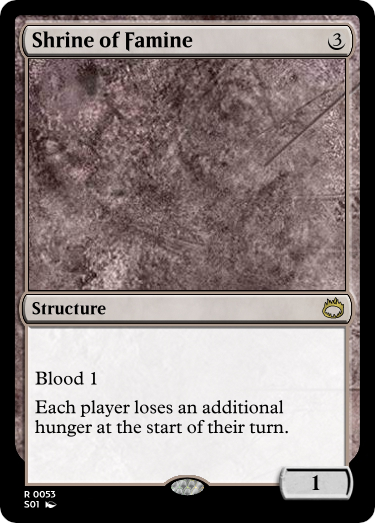 Shrine of Famine 3
Structure
Blood 1
Each player loses an additional
hunger at the start of their turn.
1
R 0053
S01